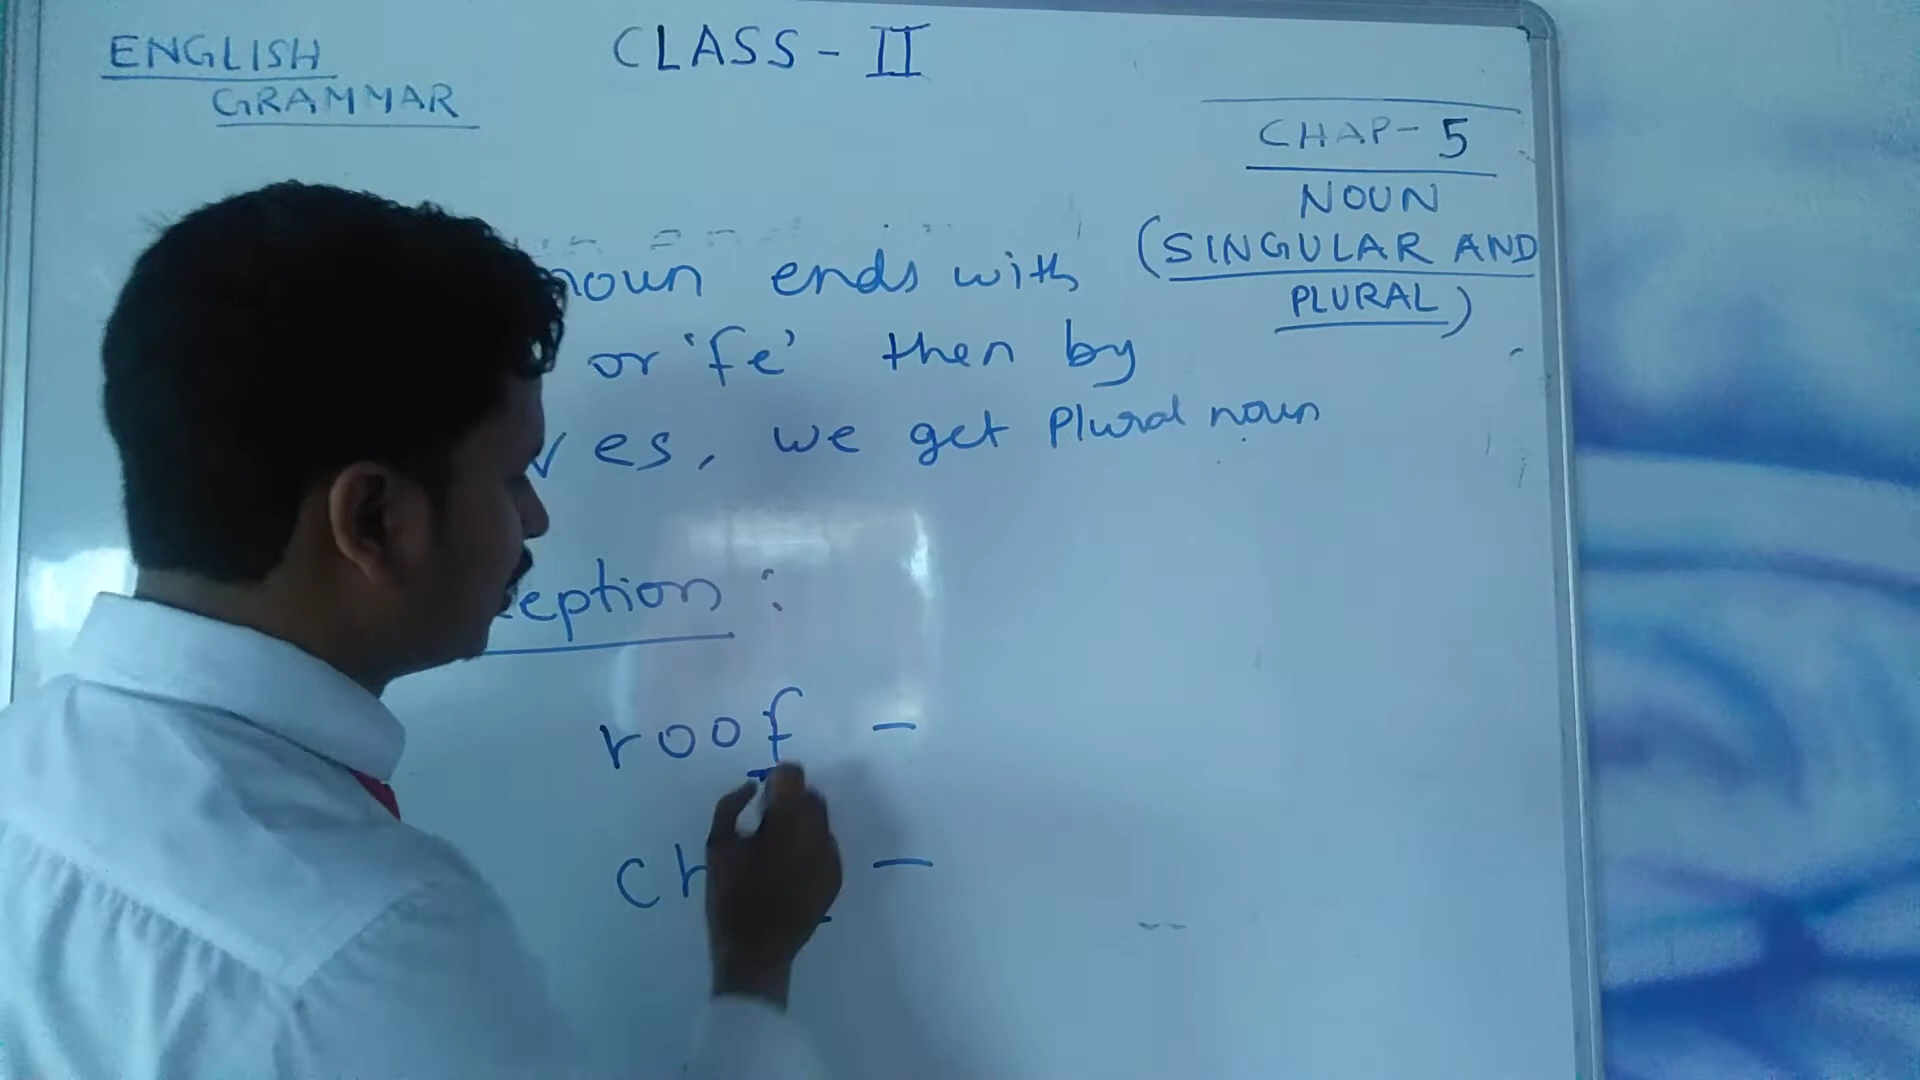 ENGLISH
GRAMMAR
CLASS - II
CHAP - 5
NOUN
(SINGULAR AND
PLURAL)
noun ends with
or 'fe' then by
ves, we get Plural noun
eption :
roof -
ch -